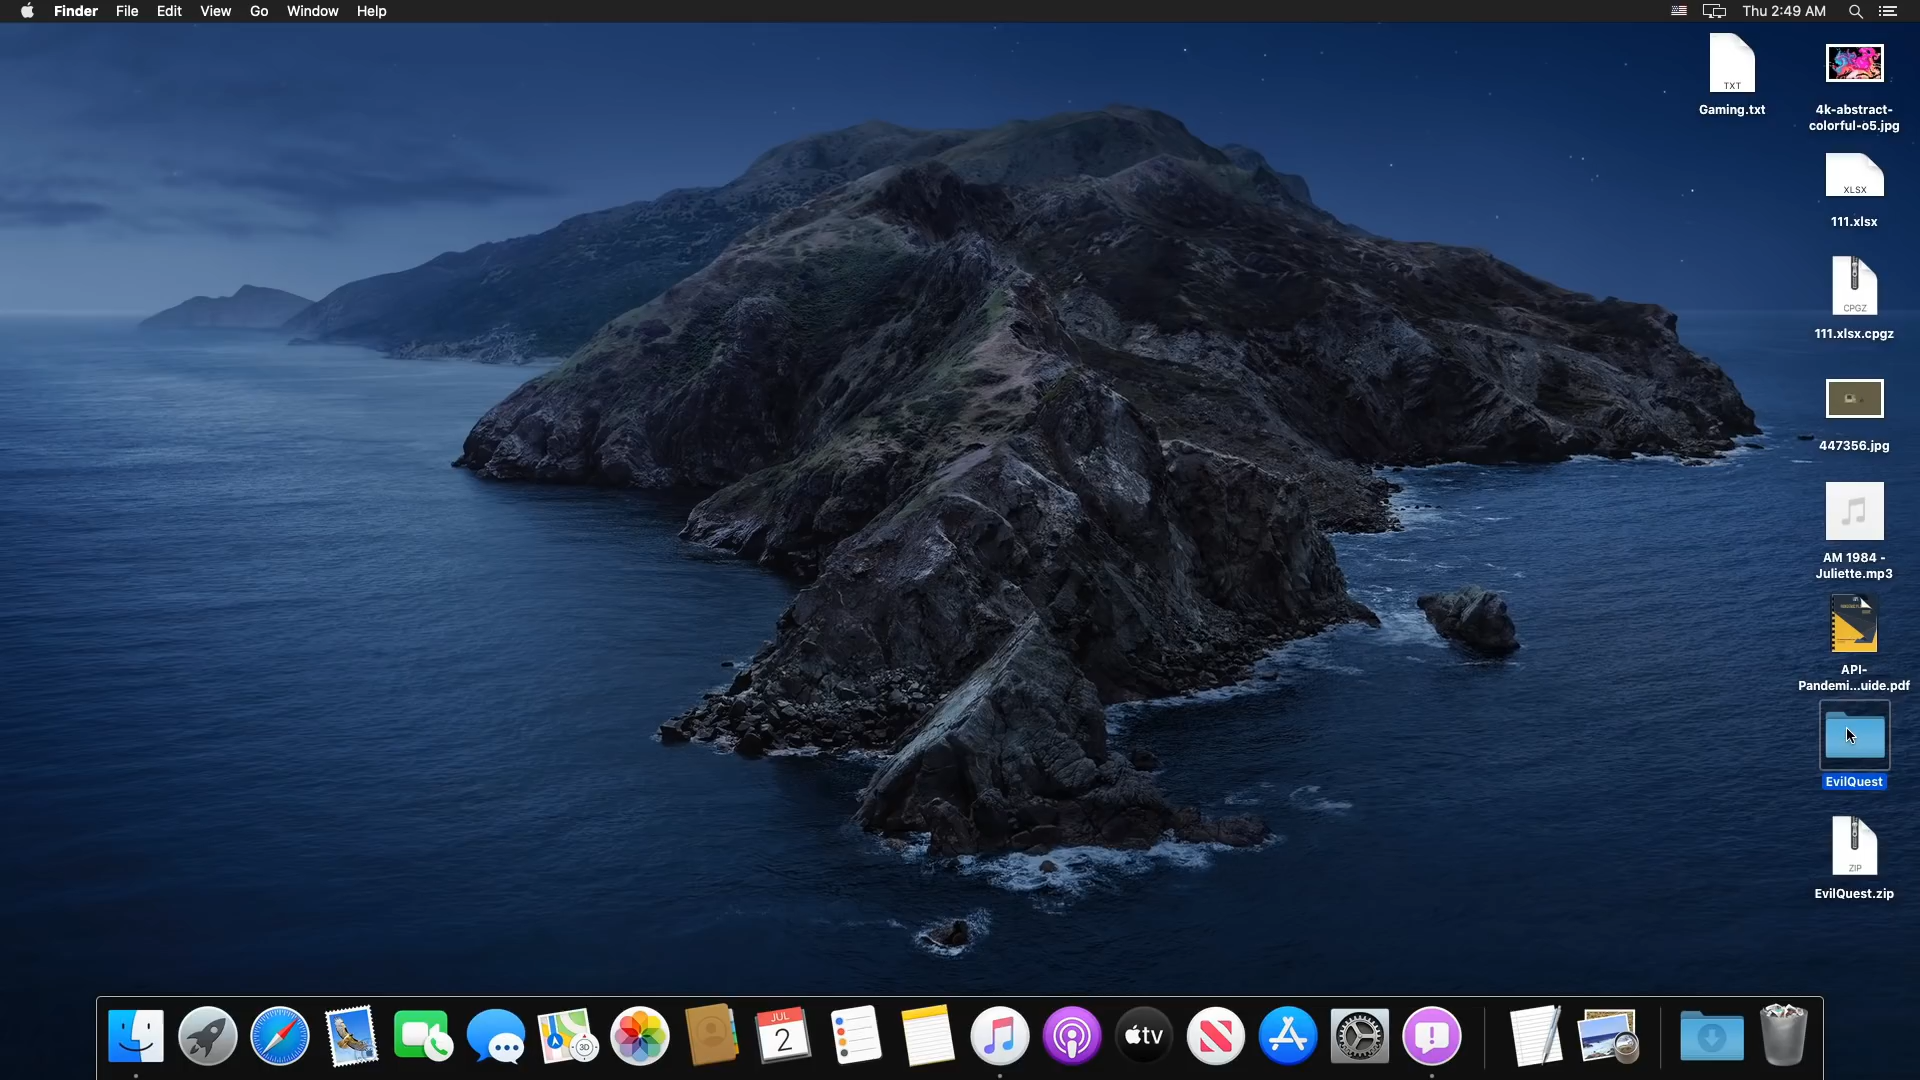 Finder File Edit View Go Window Help
Thu 2:49 AM
TXT
Gaming.txt
4k-abstract-
colorful-o5.jpg
XLSX
111.xlsx
CPGZ
111.xlsx.cpgz
447356.jpg
AM 1984 -
Juliette.mp3
API-
Pandemi...uide.pdf
EvilQuest
ZIP
EvilQuest.zip
3D
JUL
2
tv